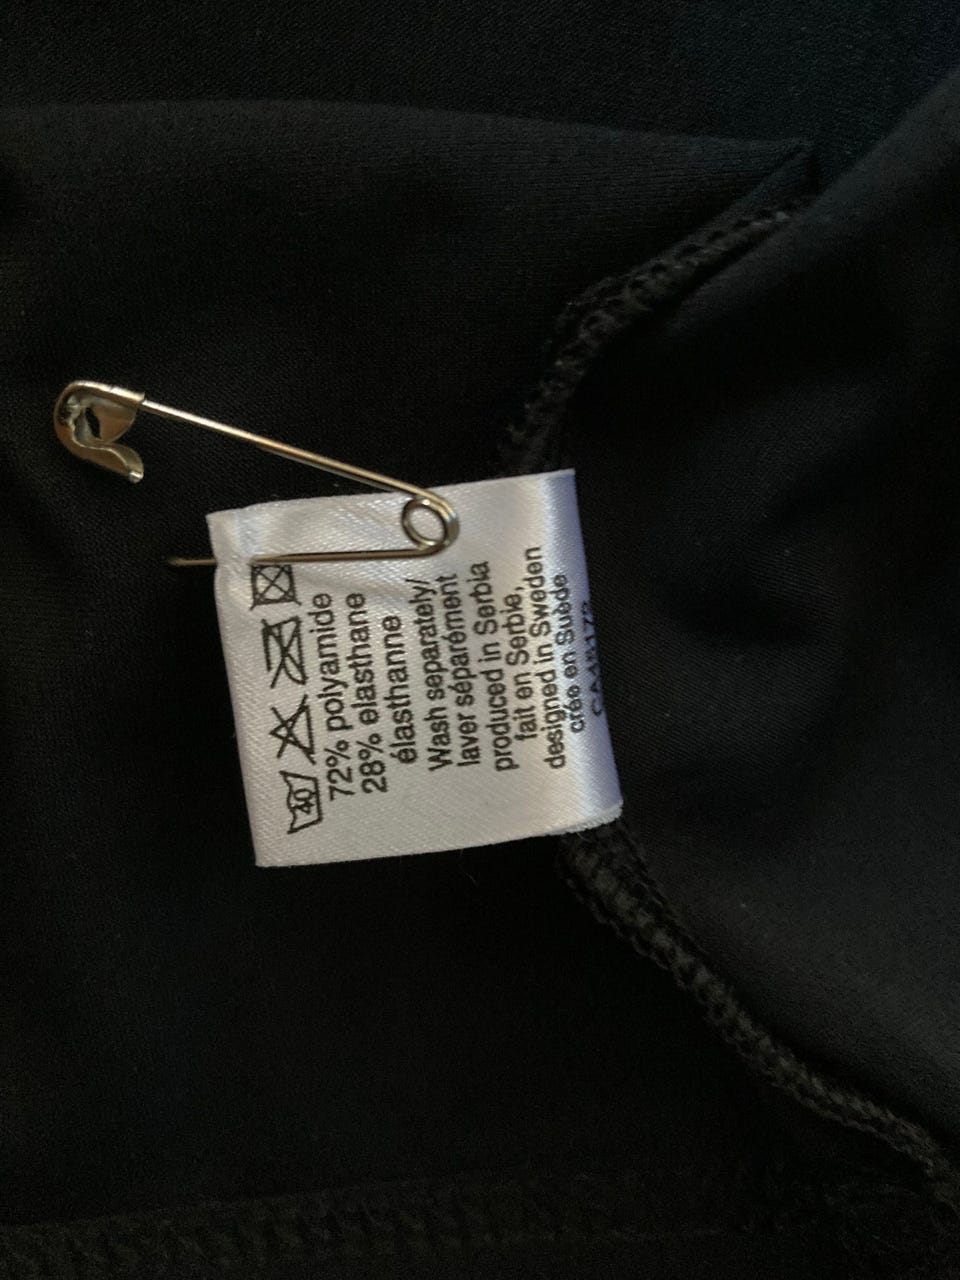 40
72% polyamide
28% elasthane
élasthanne
Wash separately/
laver séparément
produced in Serbia
fait en Serbie,
designed in Sweden
crée en Suède